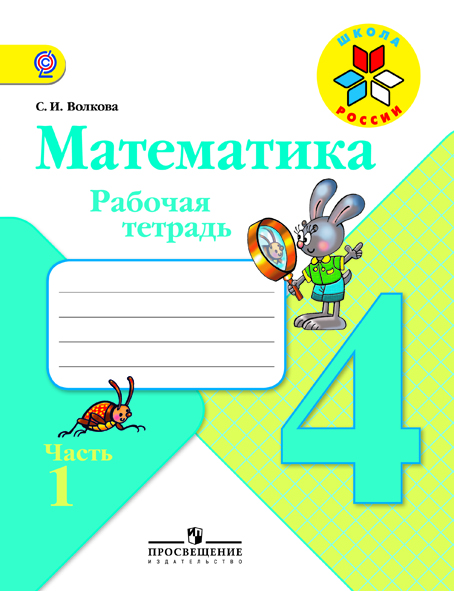 ШКОЛА
РОССИИ
С. И. Волкова
Математика
Рабочая
тетрадь
4
Часть
1
ПРОСВЕЩЕНИЕ
ИЗДАТЕЛЬСТВО